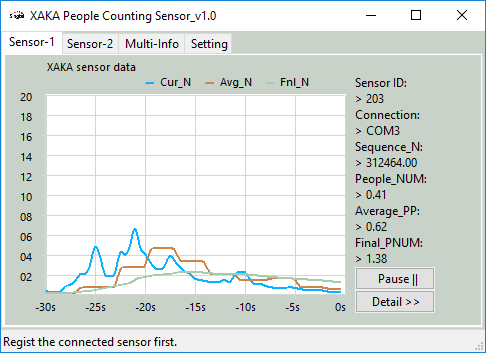 XAKA People Counting Sensor_v1.0
Sensor-1 Sensor-2 Multi-Info Setting
XAKA sensor data
Cur_N Avg_N Fnl_N
20
18
16
14
12
10
08
06
04
02
-30s -25s -20s -15s -10s -5s 0s
Sensor ID:
> 203
Connection:
> COM3
Sequence_N:
> 312464.00
People_NUM:
> 0.41
Average_PP:
> 0.62
Final_PNUM:
> 1.38
Pause ||
Detail >>
Regist the connected sensor first.